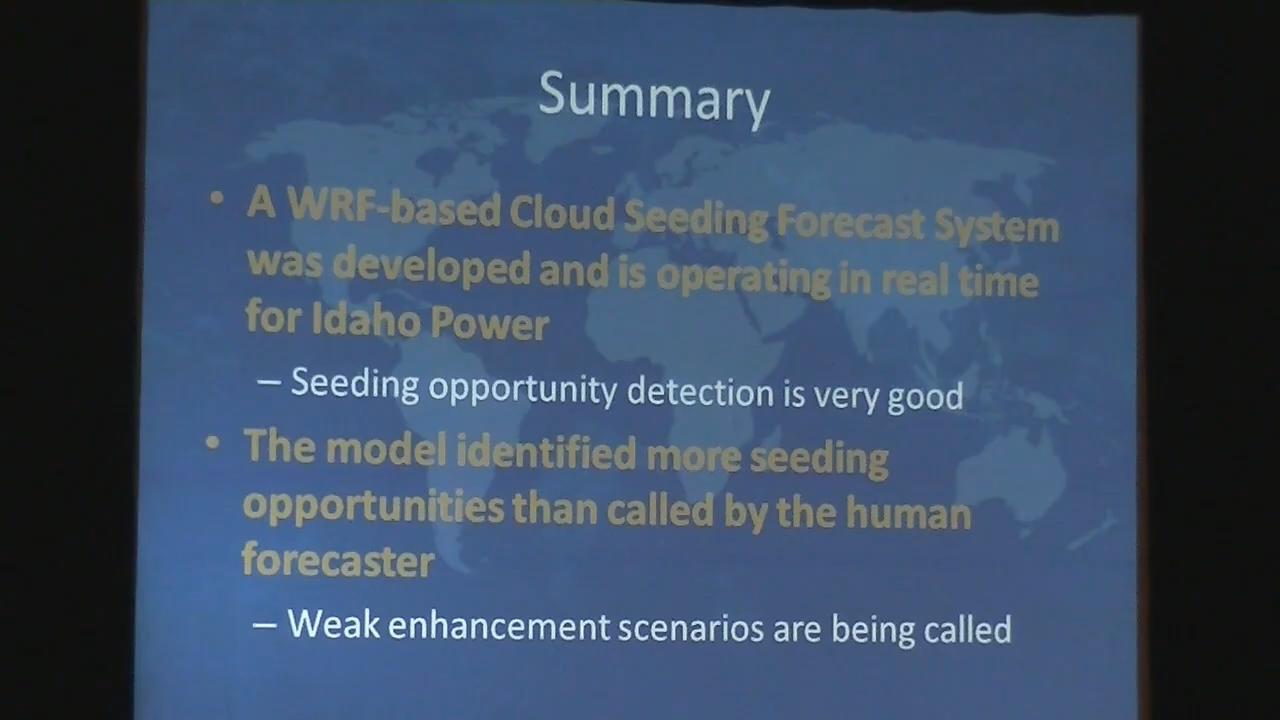 Summary
• A WRF-based Cloud Seeding Forecast System
was developed and is operating in real time
for Idaho Power
– Seeding opportunity detection is very good
• The model identified more seeding
opportunities than called by the human
forecaster
– Weak enhancement scenarios are being called